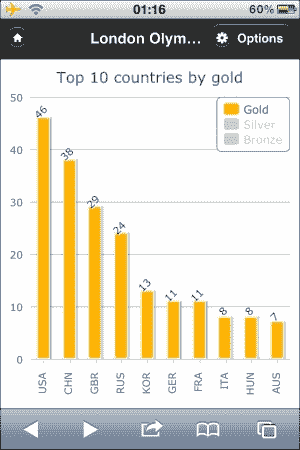 01:16 60%
London Olym... Options
Top 10 countries by gold
Gold
Silver
Bronze
50
40
30
20
10
0
46
38
29
24
13
11
11
8
8
7
USA
CHN
GBR
RUS
KOR
GER
FRA
ITA
HUN
AUS